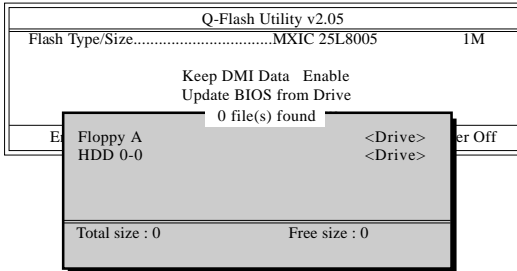 Q-Flash Utility v2.05
Flash Type/Size.................................MXIC 25L8005 1M
Keep DMI Data Enable
Update BIOS from Drive
0 file(s) found
Floppy A <Drive>
HDD 0-0 <Drive>
Total size : 0 Free size : 0
Off